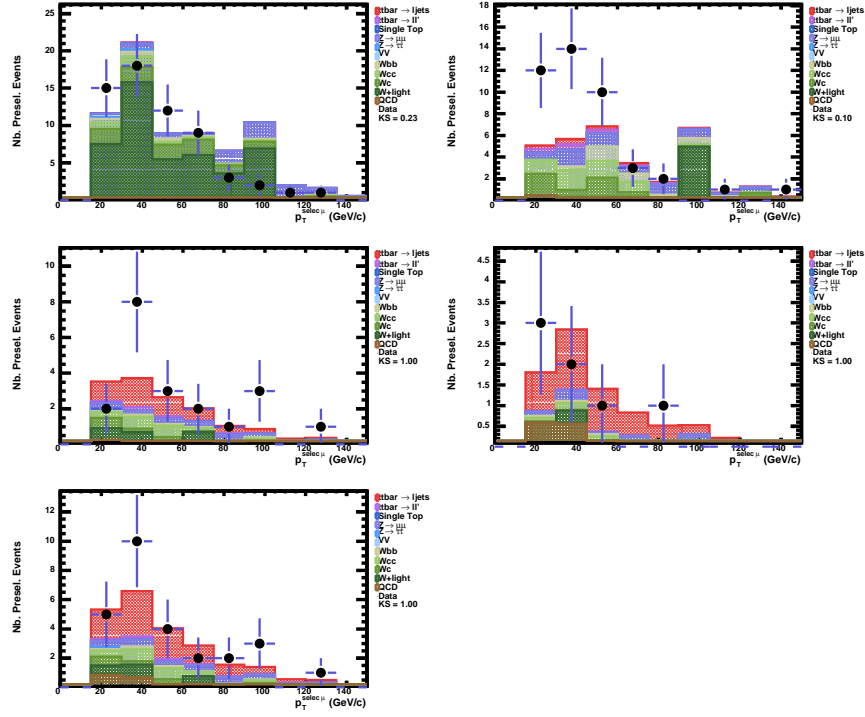 Nb. Presel. Events
25
20
15
10
5
0 20 40 60 80 100 120 140
p_T^selec μ (GeV/c)
ttbar → ljets
ttbar → ll'
Single Top
Z → μμ
Z → ττ
VV
Wbb
Wcc
Wc
W+light
QCD
Data
KS = 0.23
Nb. Presel. Events
18
16
14
12
10
8
6
4
2
0 20 40 60 80 100 120 140
p_T^selec μ (GeV/c)
ttbar → ljets
ttbar → ll'
Single Top
Z → μμ
Z → ττ
VV
Wbb
Wcc
Wc
W+light
QCD
Data
KS = 0.10
Nb. Presel. Events
10
8
6
4
2
0 20 40 60 80 100 120 140
p_T^selec μ (GeV/c)
ttbar → ljets
ttbar → ll'
Single Top
Z → μμ
Z → ττ
VV
Wbb
Wcc
Wc
W+light
QCD
Data
KS = 1.00
Nb. Presel. Events
4.5
4
3.5
3
2.5
2
1.5
1
0.5
0 20 40 60 80 100 120 140
p_T^selec μ (GeV/c)
ttbar → ljets
ttbar → ll'
Single Top
Z → μμ
Z → ττ
VV
Wbb
Wcc
Wc
W+light
QCD
Data
KS = 1.00
Nb. Presel. Events
12
10
8
6
4
2
0 20 40 60 80 100 120 140
p_T^selec μ (GeV/c)
ttbar → ljets
ttbar → ll'
Single Top
Z → μμ
Z → ττ
VV
Wbb
Wcc
Wc
W+light
QCD
Data
KS = 1.00